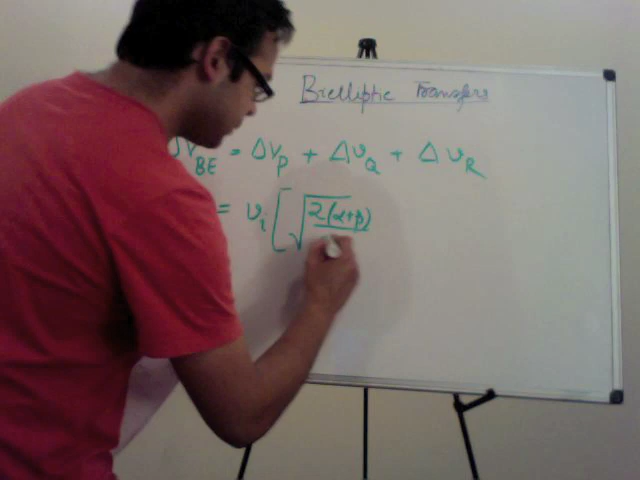 Bielliptic Transfers
ΔV_BE = ΔV_P + Δv_Q + Δv_R
= v_i [√2(α+β)